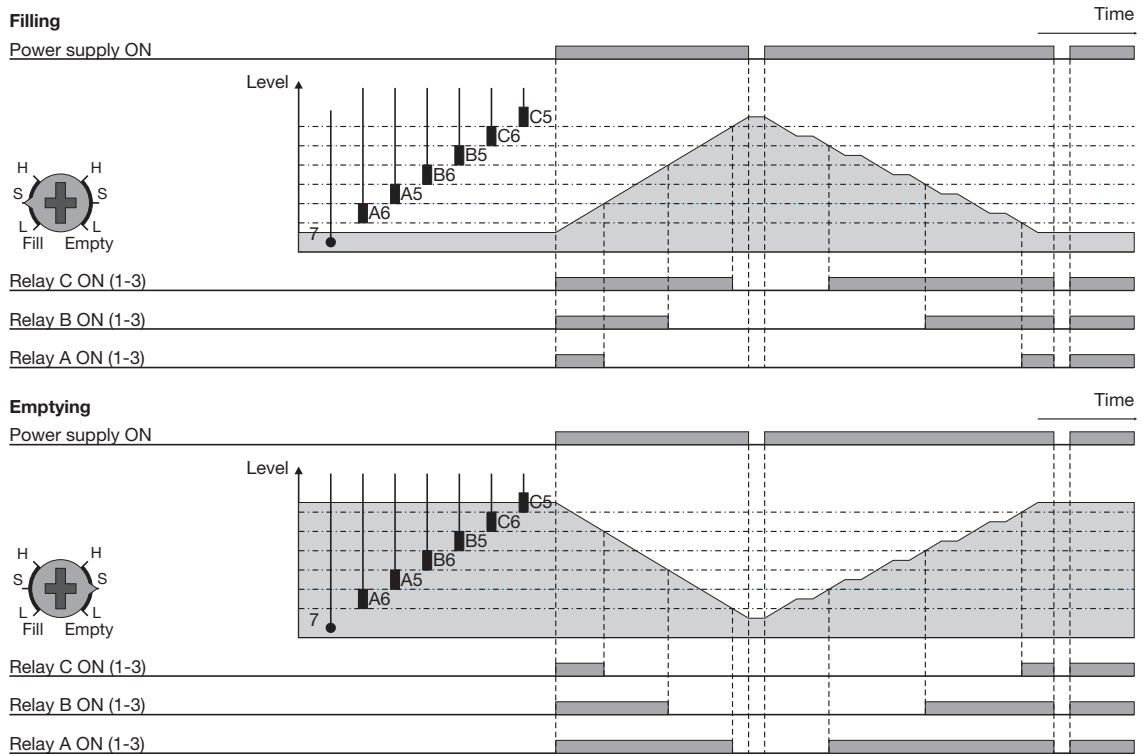 Filling
Time
Power supply ON
Level
C5
C6
B5
B6
A5
A6
7
H H
S S
L L
Fill Empty
Relay C ON (1-3)
Relay B ON (1-3)
Relay A ON (1-3)
Emptying
Time
Power supply ON
Level
C5
C6
B5
B6
A5
A6
7
H H
S S
L L
Fill Empty
Relay C ON (1-3)
Relay B ON (1-3)
Relay A ON (1-3)